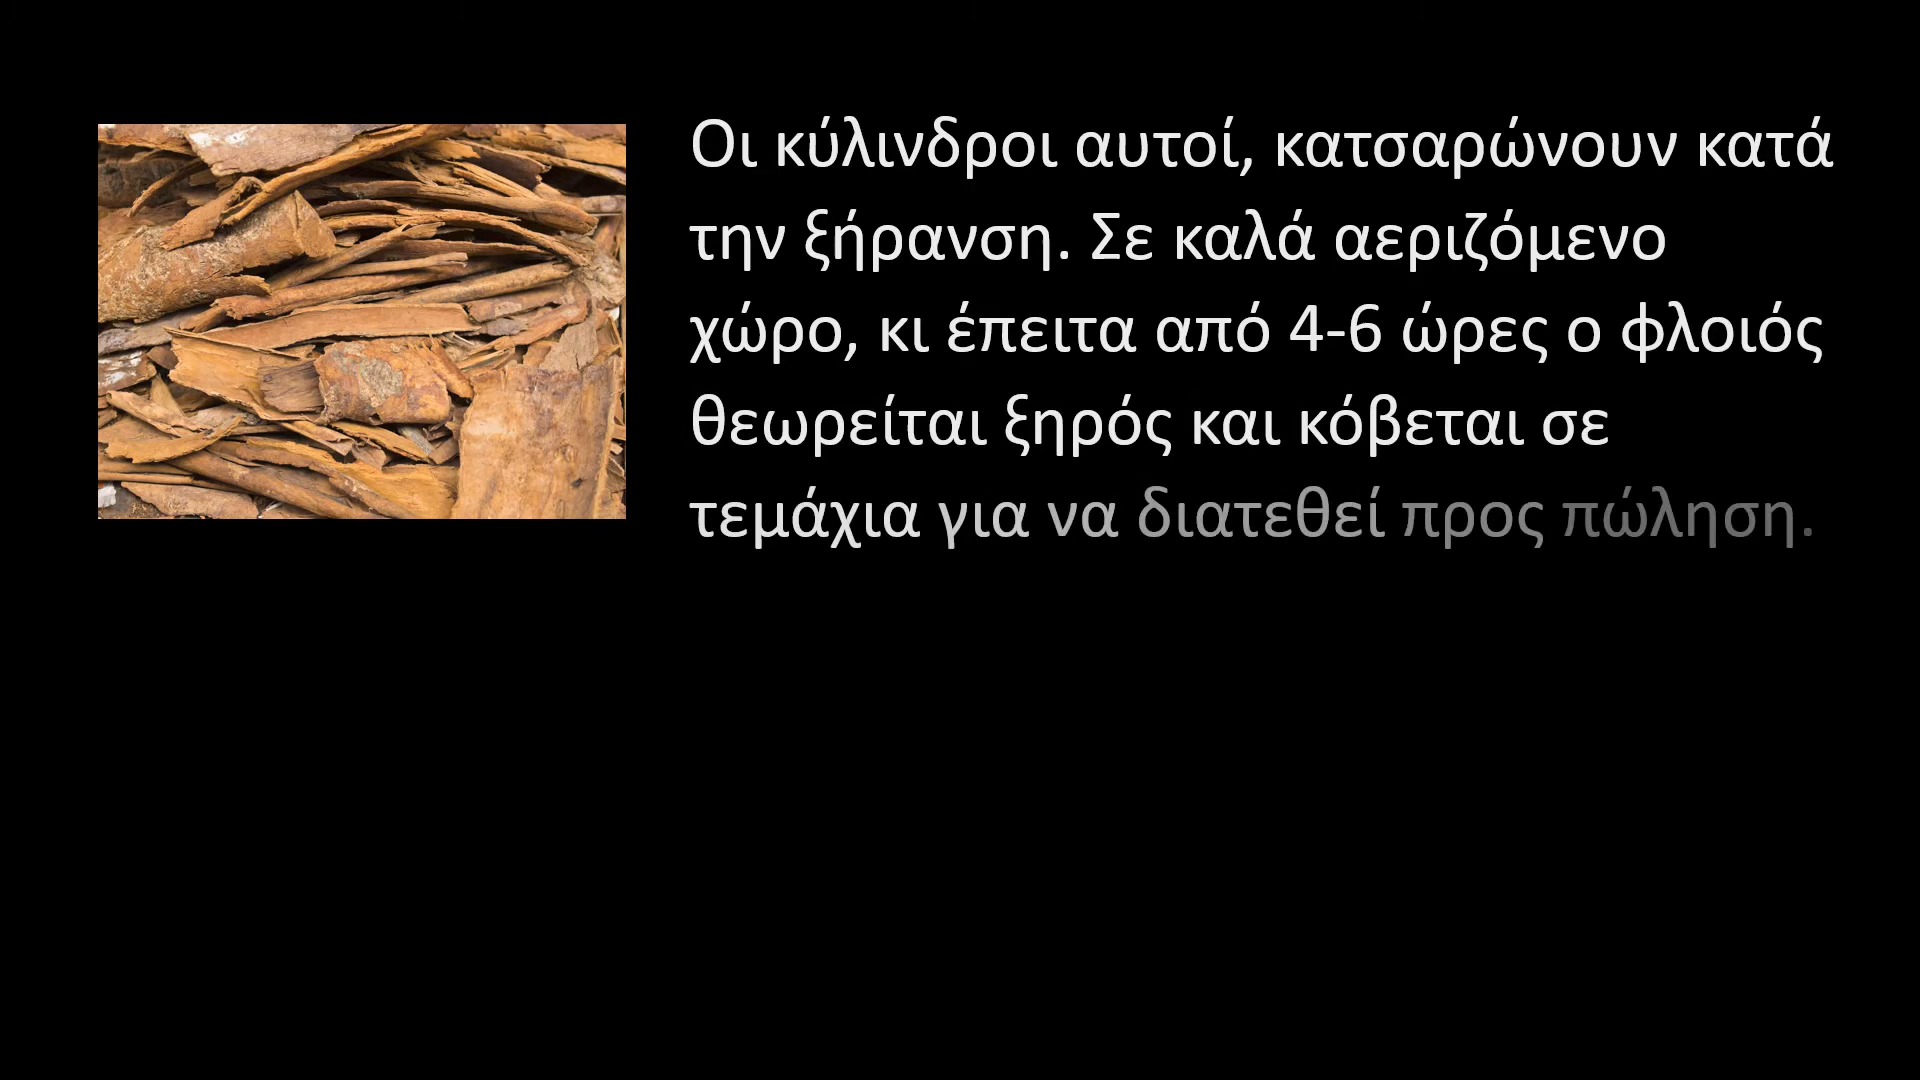 Οι κύλινδροι αυτοί, κατσαρώνουν κατά
την ξήρανση. Σε καλά αεριζόμενο
χώρο, κι έπειτα από 4-6 ώρες ο φλοιός
θεωρείται ξηρός και κόβεται σε
τεμάχια για να διατεθεί προς πώληση.